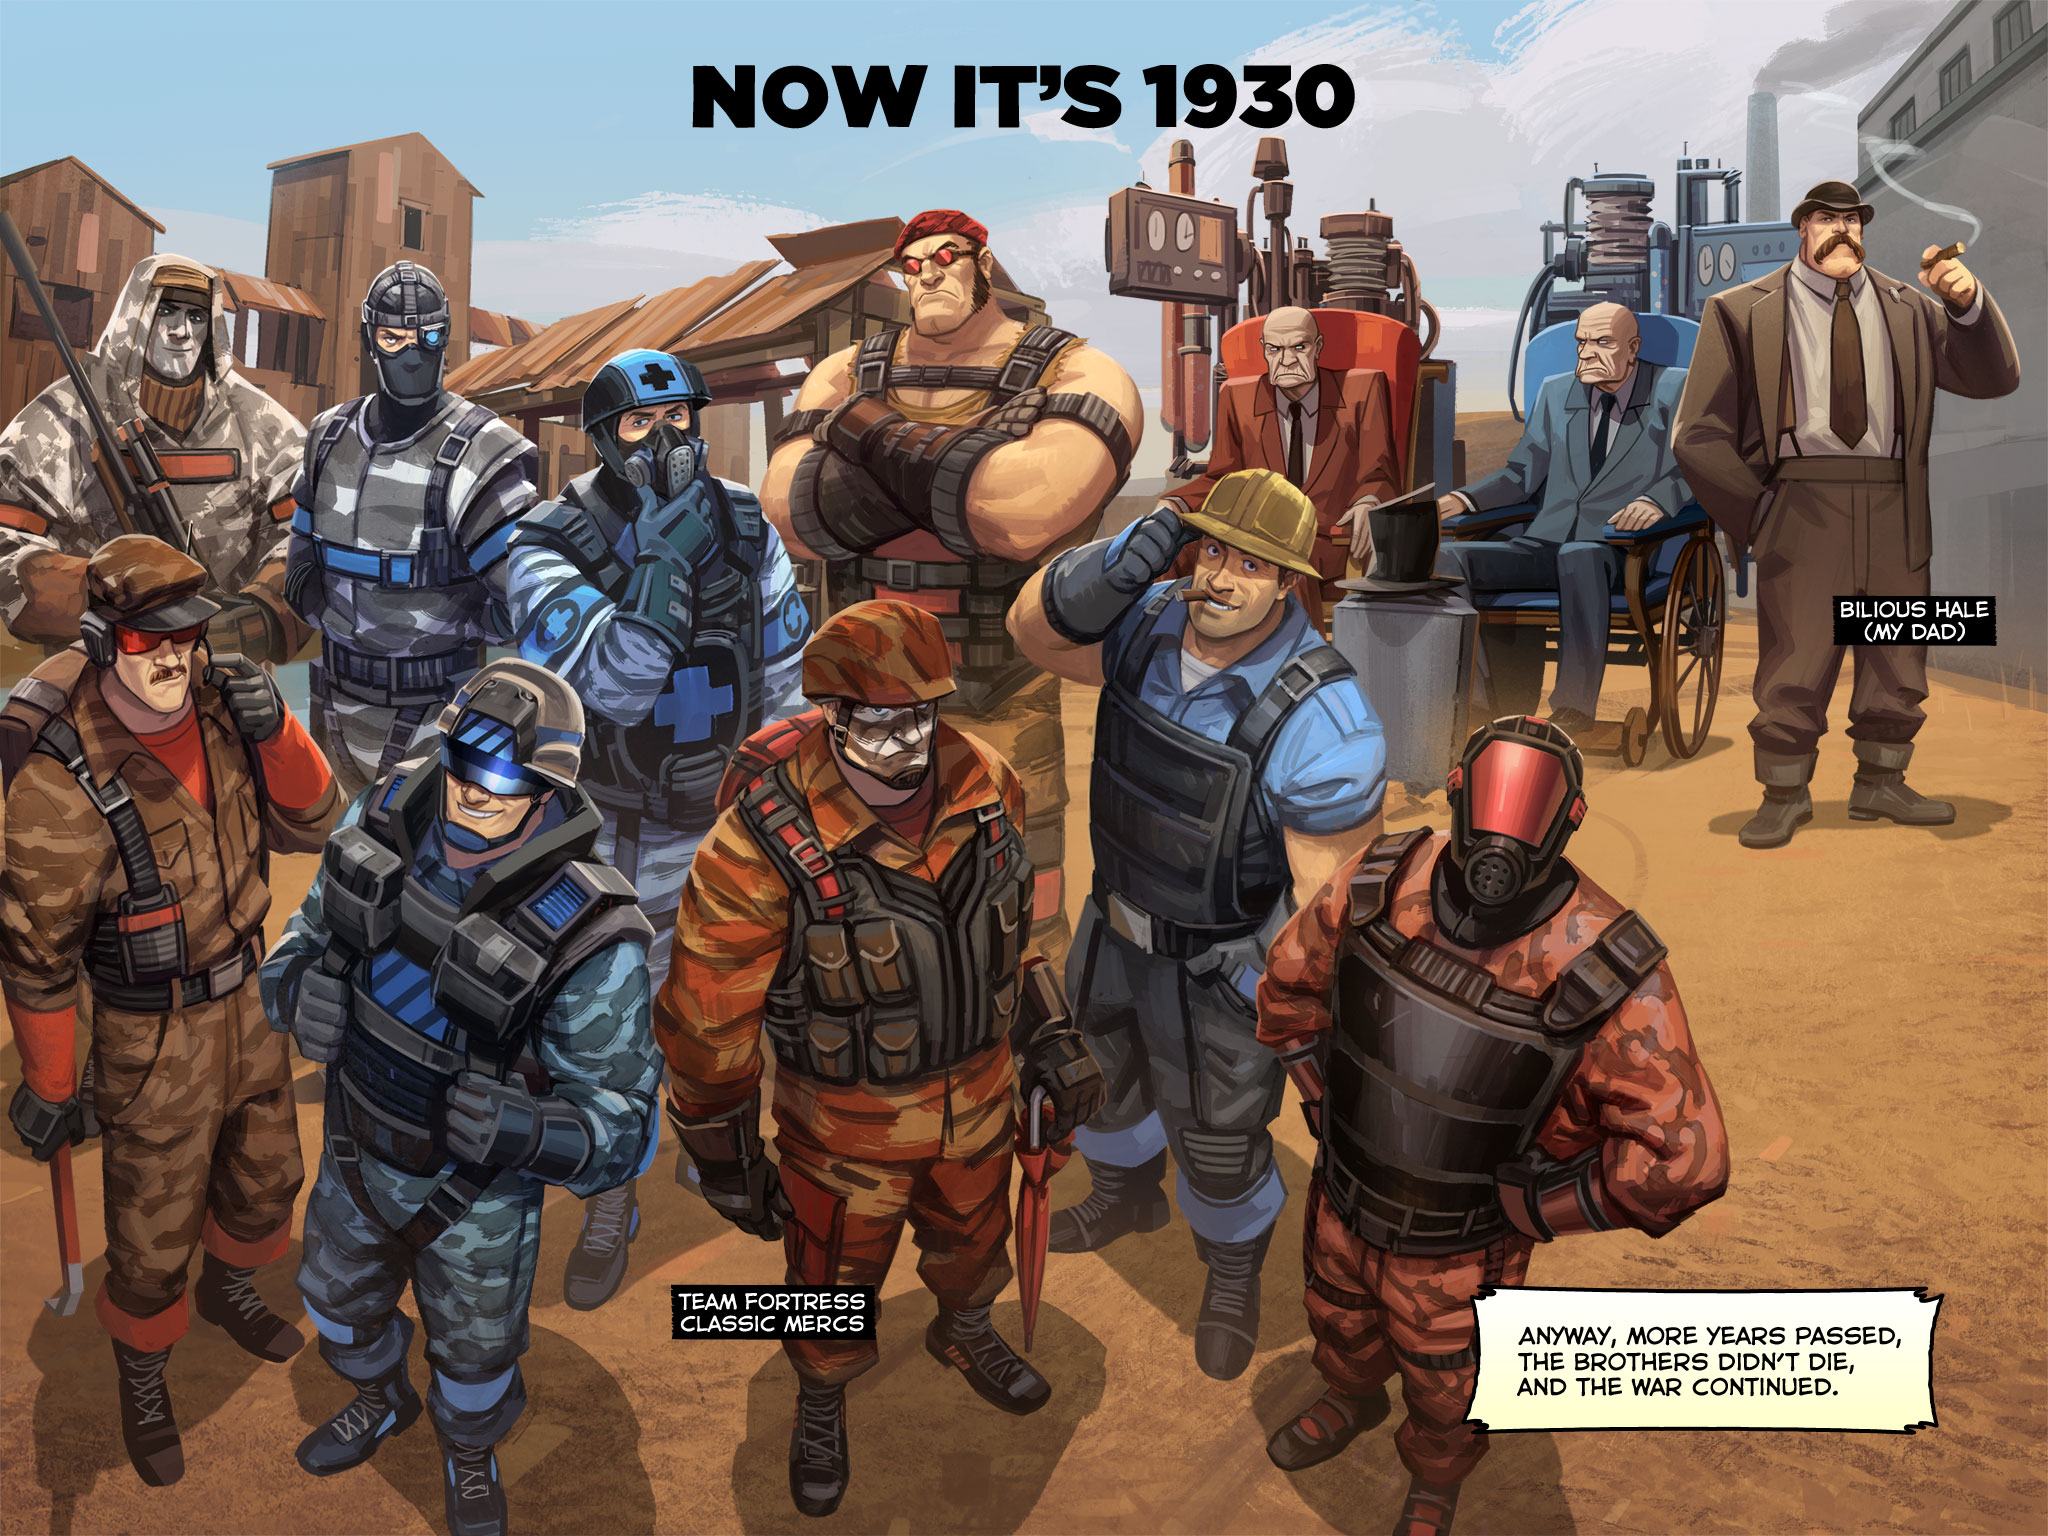 NOW IT'S 1930
BILIOUS HALE
(MY DAD)
TEAM FORTRESS
CLASSIC MERCS
ANYWAY, MORE YEARS PASSED,
THE BROTHERS DIDN'T DIE,
AND THE WAR CONTINUED.